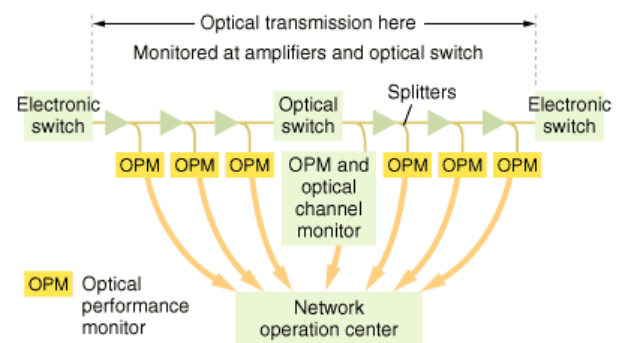 Optical transmission here
Monitored at amplifiers and optical switch
Splitters
Electronic
switch
Optical
switch
Electronic
switch
OPM
OPM
OPM
OPM and
optical
channel
monitor
OPM
OPM
OPM
OPM Optical
performance
monitor
Network
operation center